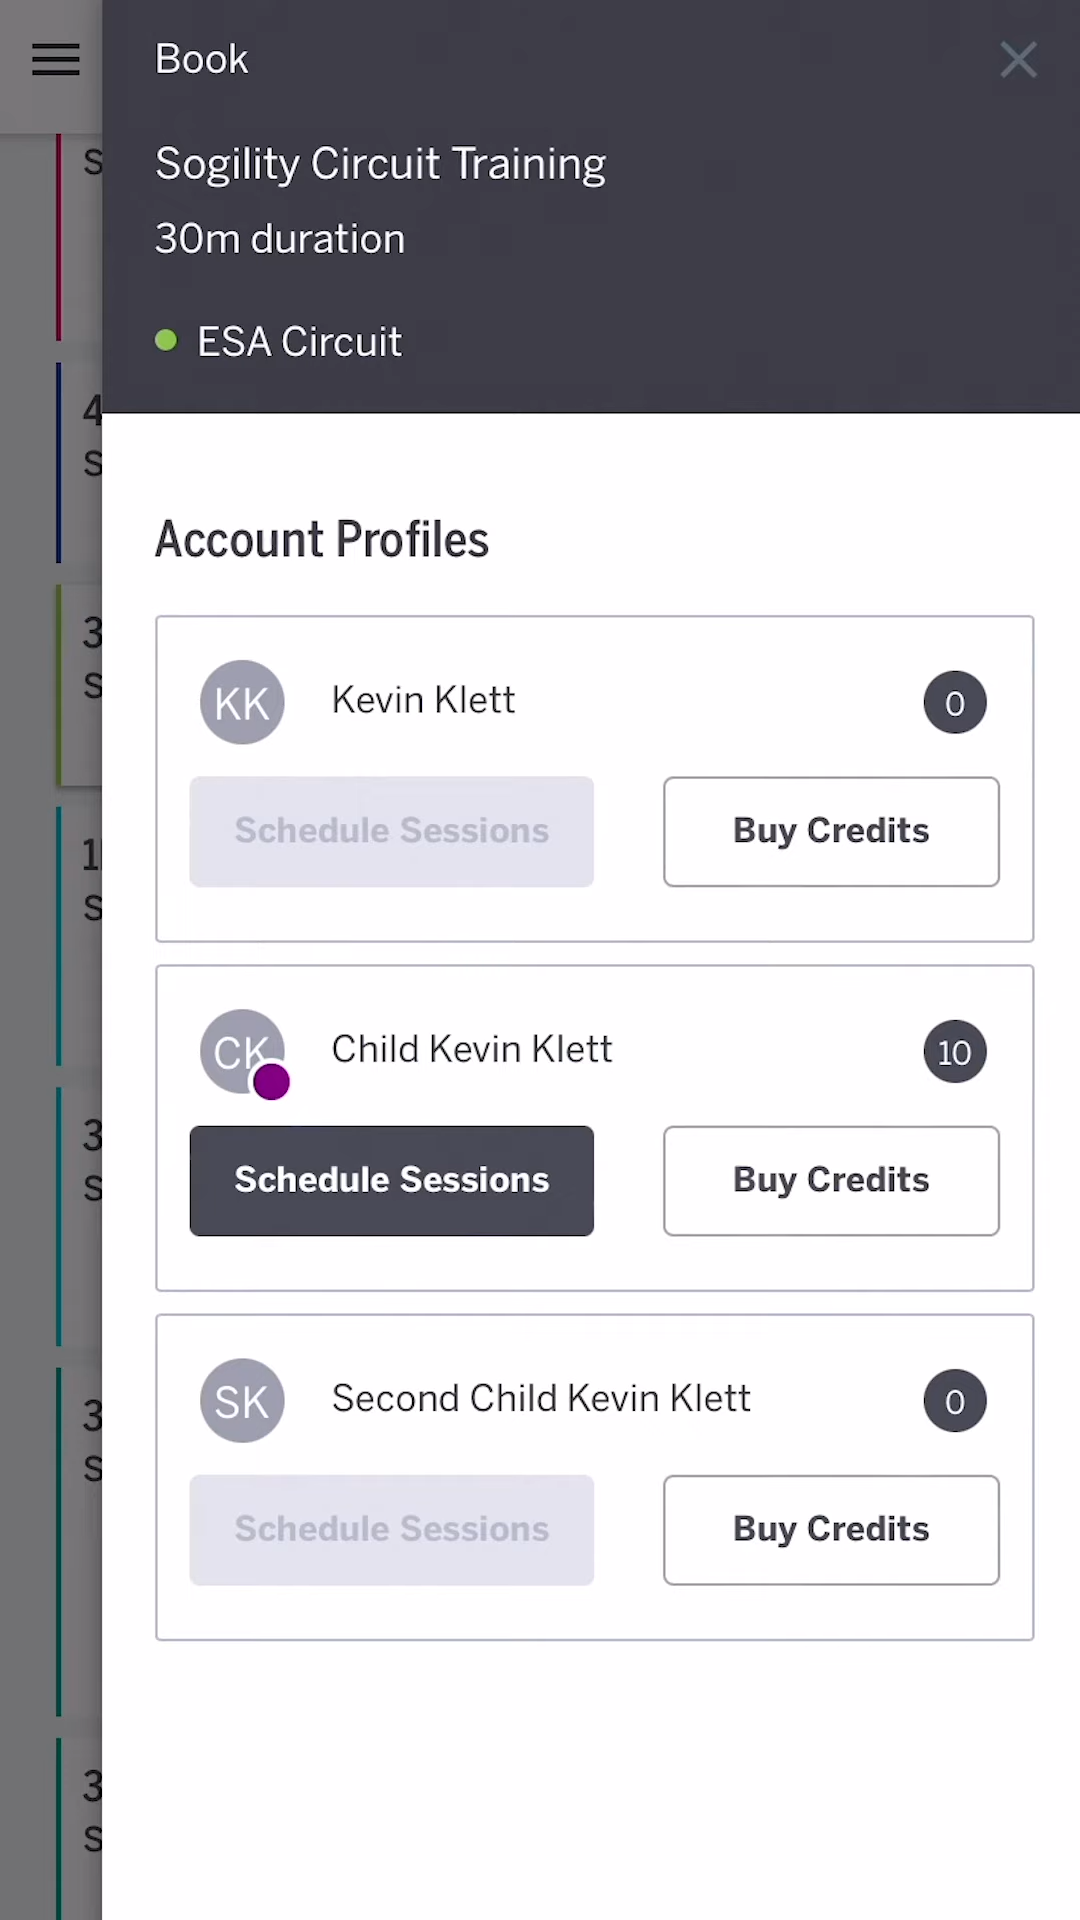 Book
Sogility Circuit Training
30m duration
ESA Circuit
Account Profiles
KK Kevin Klett 0
Schedule Sessions Buy Credits
CK Child Kevin Klett 10
Schedule Sessions Buy Credits
SK Second Child Kevin Klett 0
Schedule Sessions Buy Credits